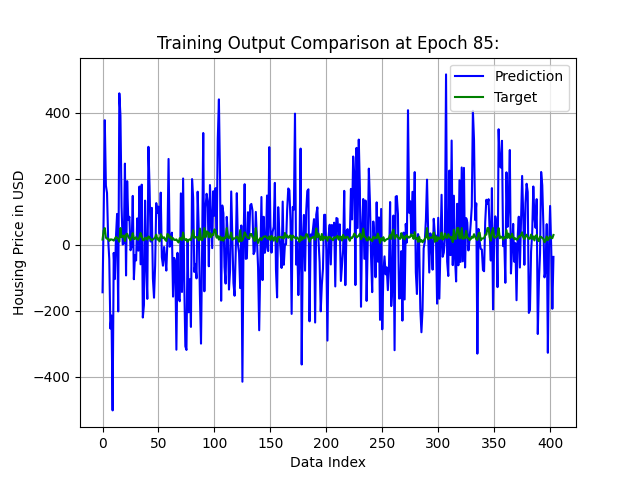 Training Output Comparison at Epoch 85:
Prediction
Target
Housing Price in USD
400
200
0
−200
−400
0 50 100 150 200 250 300 350 400
Data Index